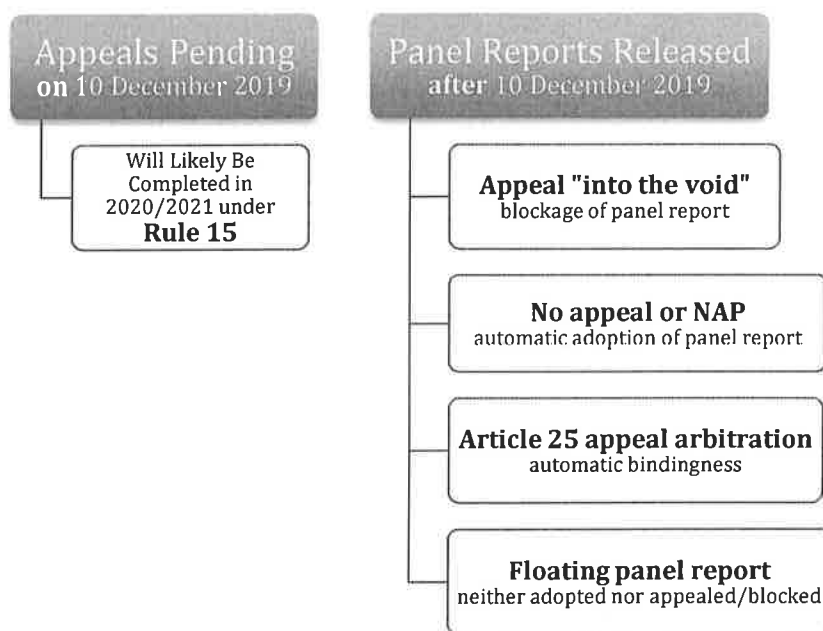 Appeals Pending
on 10 December 2019
Will Likely Be
Completed in
2020/2021 under
Rule 15
Panel Reports Released
after 10 December 2019
Appeal "into the void"
blockage of panel report
No appeal or NAP
automatic adoption of panel report
Article 25 appeal arbitration
automatic bindingness
Floating panel report
neither adopted nor appealed/blocked